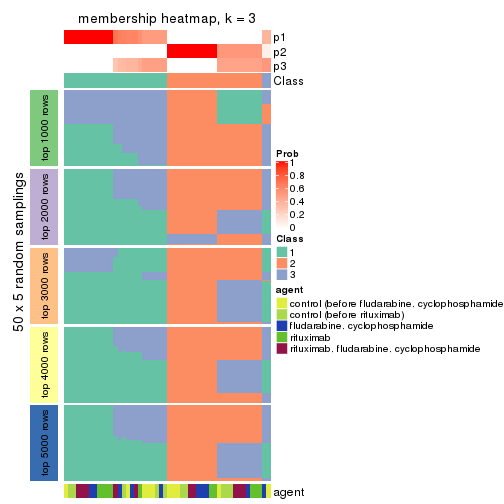 membership heatmap, k = 3
p1
p2
p3
Class
50 x 5 random samplings
top 1000 rows
top 2000 rows
top 3000 rows
top 4000 rows
top 5000 rows
Prob
1
0.8
0.6
0.4
0.2
0
Class
1
2
3
agent
control (before fludarabine. cyclophosphamide
control (before rituximab)
fludarabine. cyclophosphamide
rituximab
rituximab. fludarabine. cyclophosphamide
agent